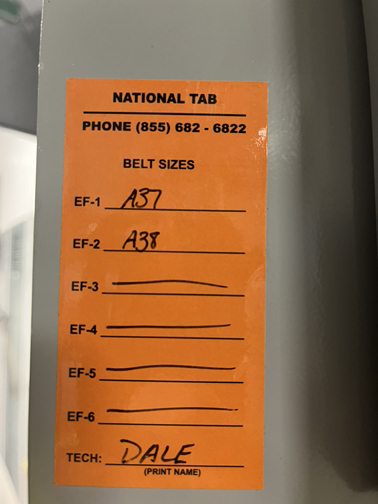 NATIONAL TAB
PHONE (855) 682 - 6822
BELT SIZES
EF-1 A37
EF-2 A38
EF-3
EF-4
EF-5
EF-6
TECH: DALE
(PRINT NAME)